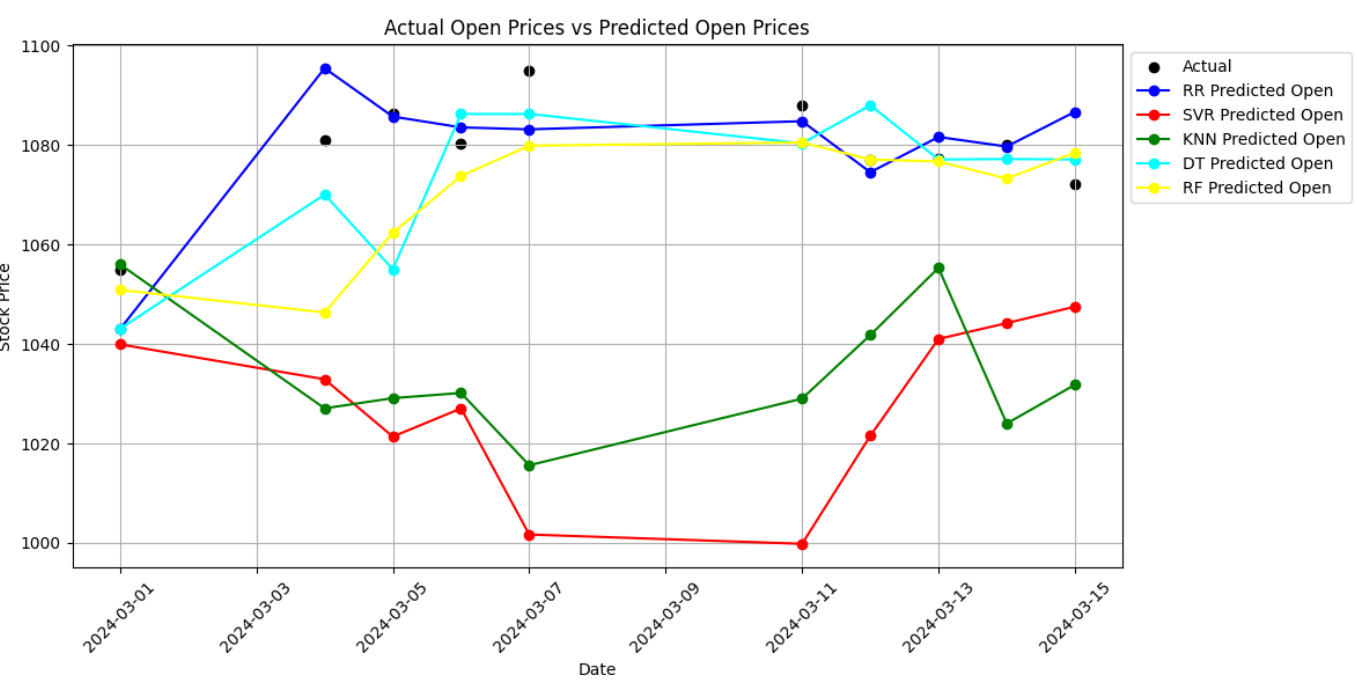 Actual Open Prices vs Predicted Open Prices
1100
1080
1060
1040
1020
1000
Stock Price
2024-03-01
2024-03-03
2024-03-05
2024-03-07
2024-03-09
2024-03-11
2024-03-13
2024-03-15
Date
Actual
RR Predicted Open
SVR Predicted Open
KNN Predicted Open
DT Predicted Open
RF Predicted Open